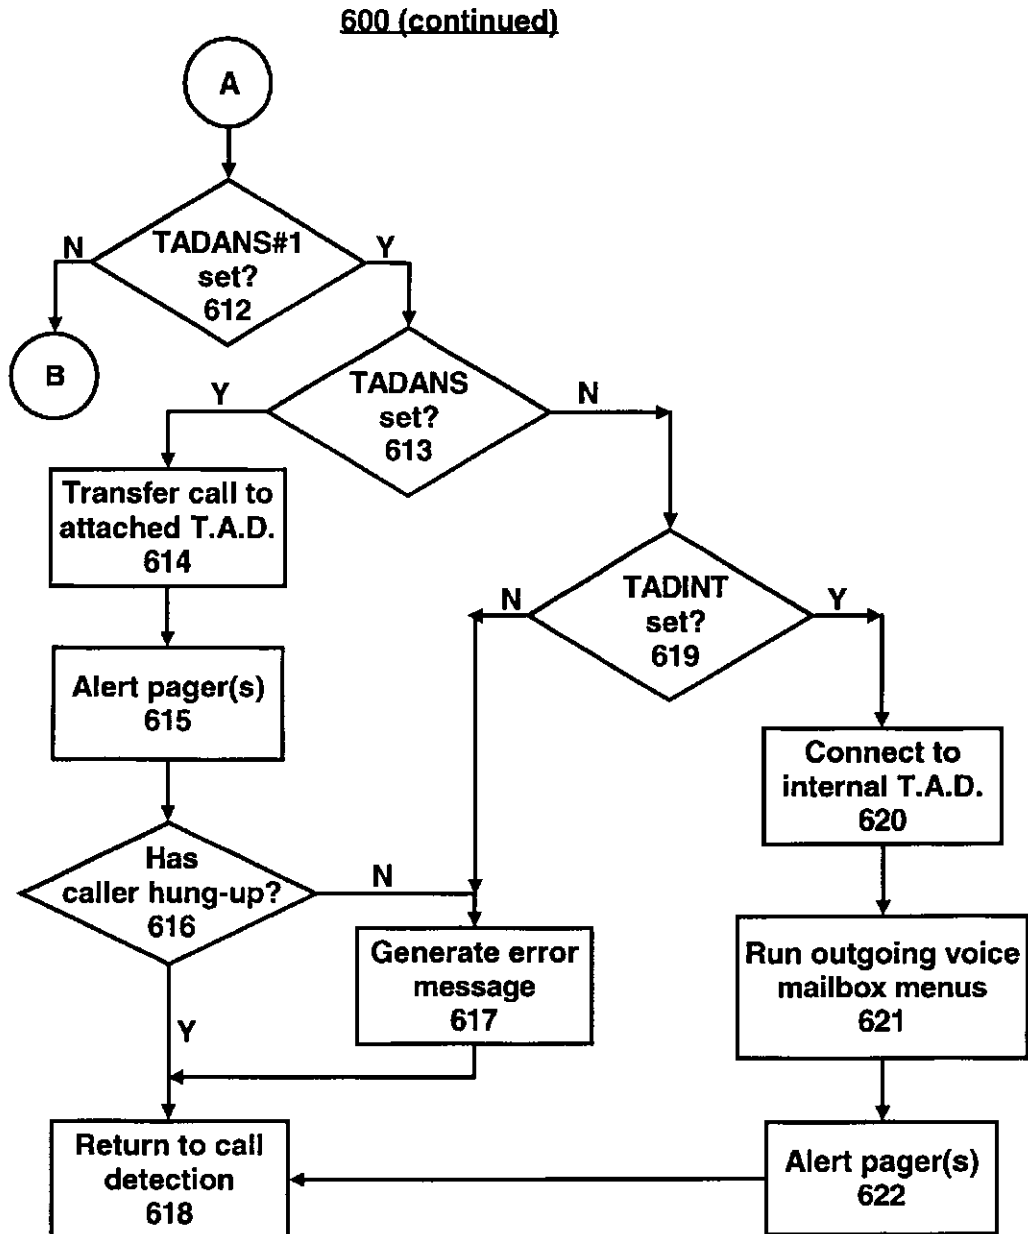 600 (continued)
A
N
TADANS#1
set?
612
Y
B
Y
TADANS
set?
613
N
Transfer call to
attached T.A.D.
614
N
TADINT
set?
619
Y
Alert pager(s)
615
Connect to
internal T.A.D.
620
Has
caller hung-up?
616
N
Generate error
message
617
Run outgoing voice
mailbox menus
621
Y
Return to call
detection
618
Alert pager(s)
622